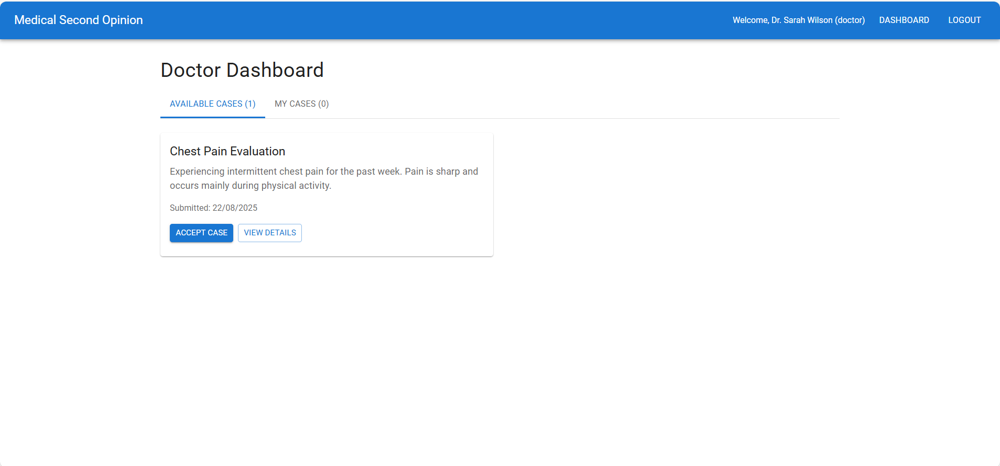 Medical Second Opinion
Welcome, Dr. Sarah Wilson (doctor)
DASHBOARD
LOGOUT
Doctor Dashboard
AVAILABLE CASES (1)
MY CASES (0)
Chest Pain Evaluation
Experiencing intermittent chest pain for the past week. Pain is sharp and
occurs mainly during physical activity.
Submitted: 22/08/2025
ACCEPT CASE
VIEW DETAILS